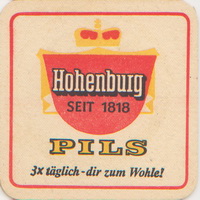 Hohenburg
SEIT 1818
PILS
3x täglich - dir zum Wohle!